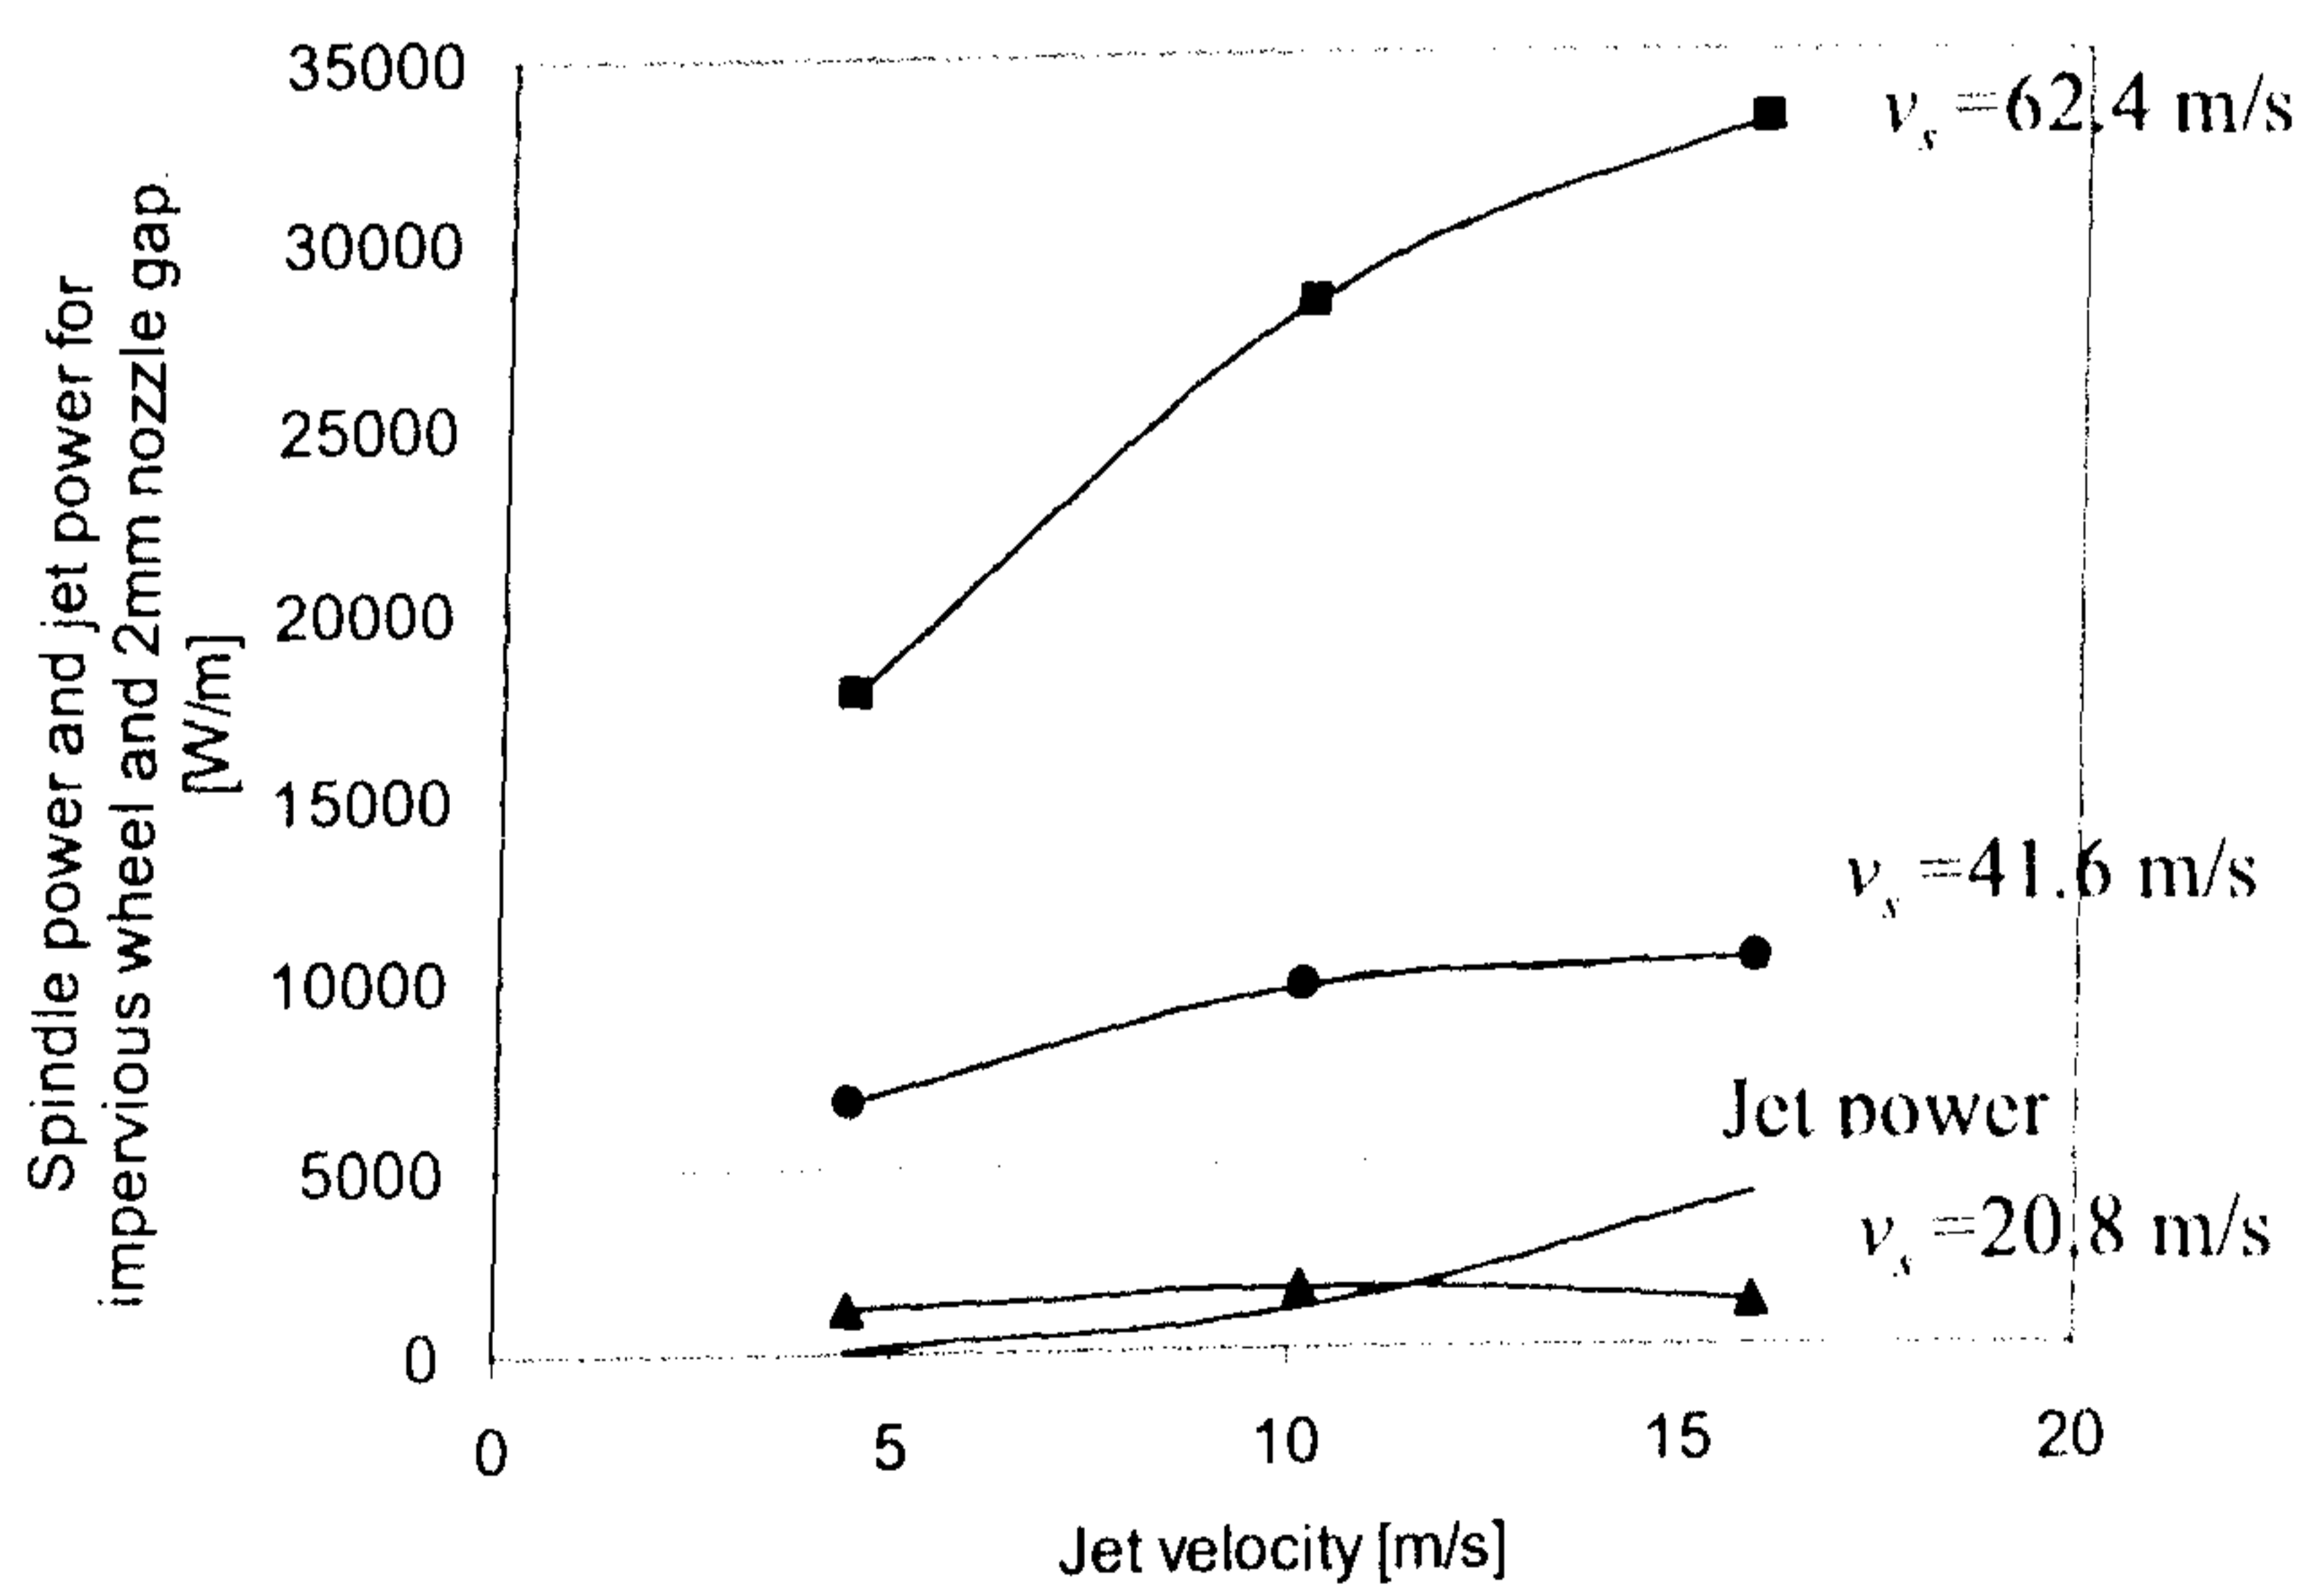 Spindle power and jet power for
impervious wheel and 2mm nozzle gap
[W/m]
35000
30000
25000
20000
15000
10000
5000
0
0 5 10 15 20
Jet velocity [m/s]
vs =62.4 m/s
vs =41.6 m/s
Jet power
vs =20.8 m/s